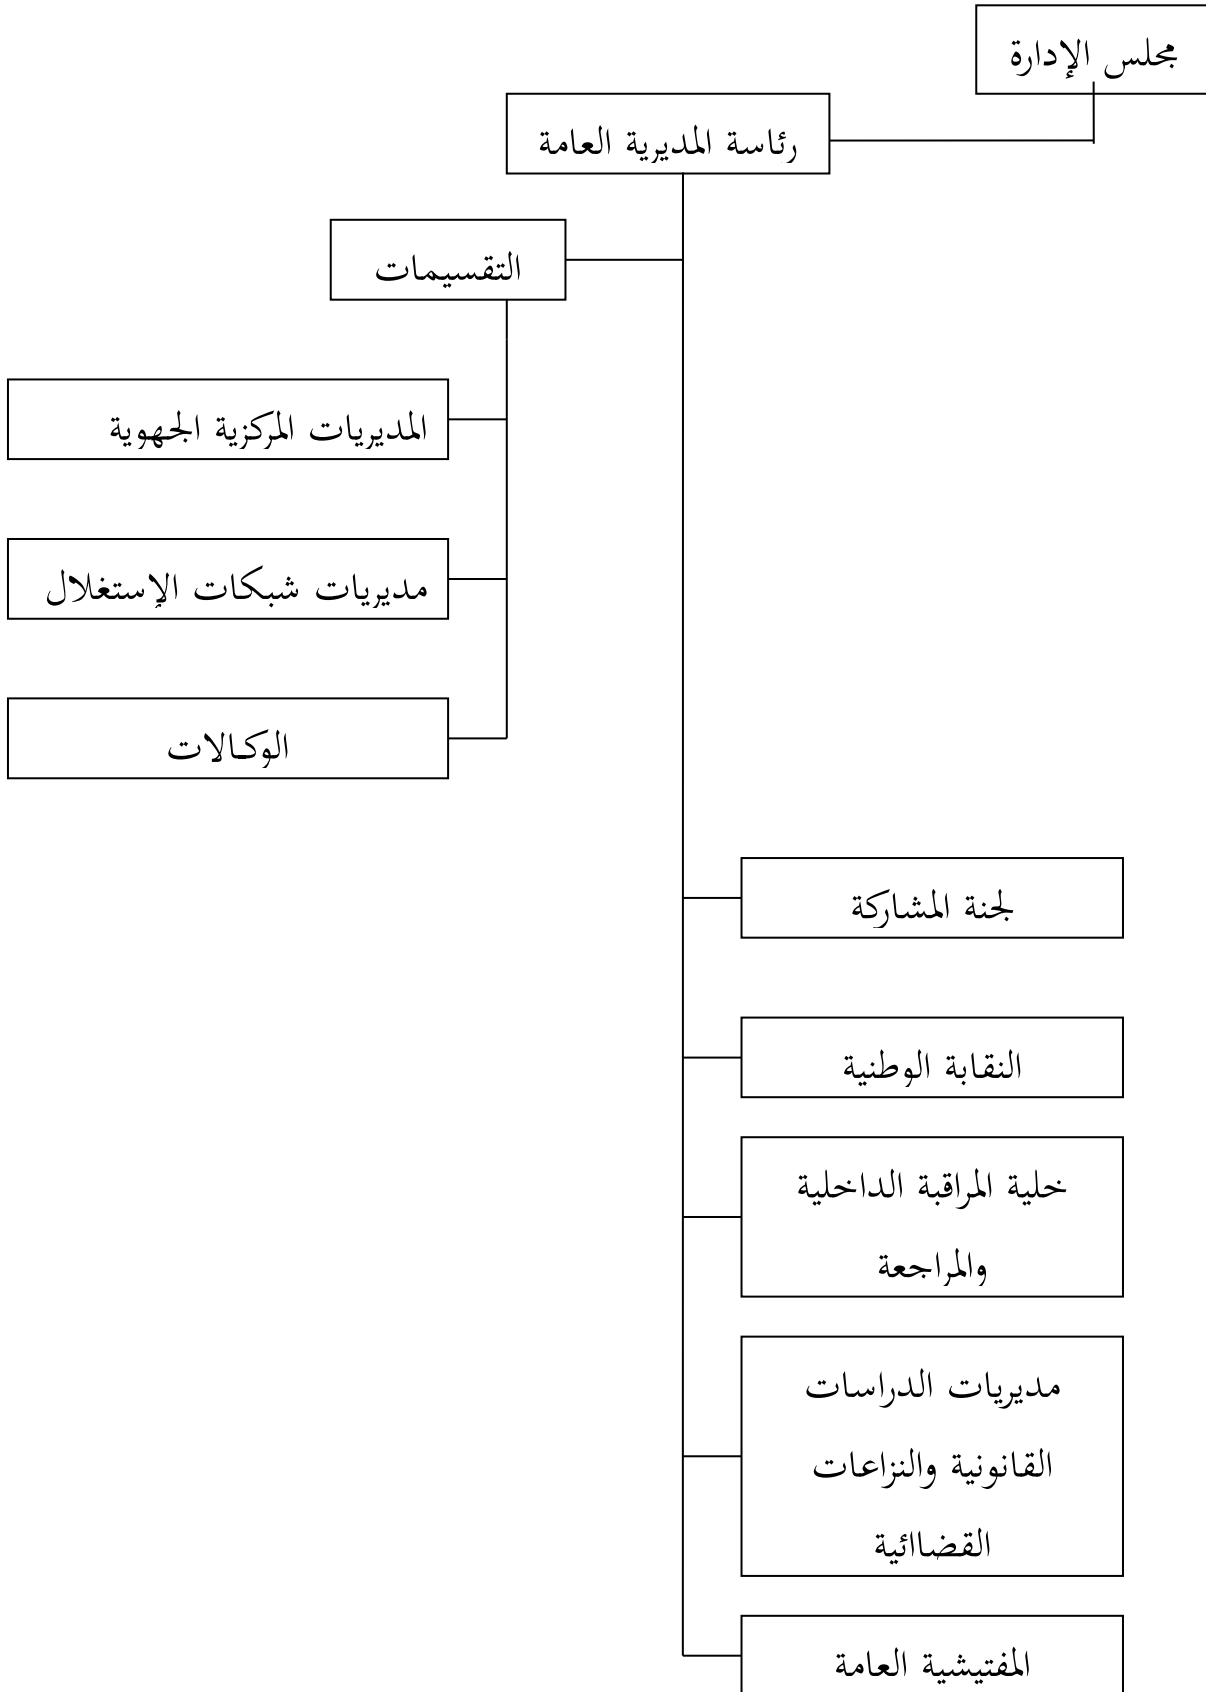 مجلس الإدارة
رئاسة المديرية العامة
التقسيمات
المديريات المركزية الجهوية
مديريات شبكات الإستغلال
الوكالات
لجنة المشاركة
النقابة الوطنية
خلية المراقبة الداخلية
والمراجعة
مديريات الدراسات
القانونية والنزاعات
القضاائية
المفتيشية العامة